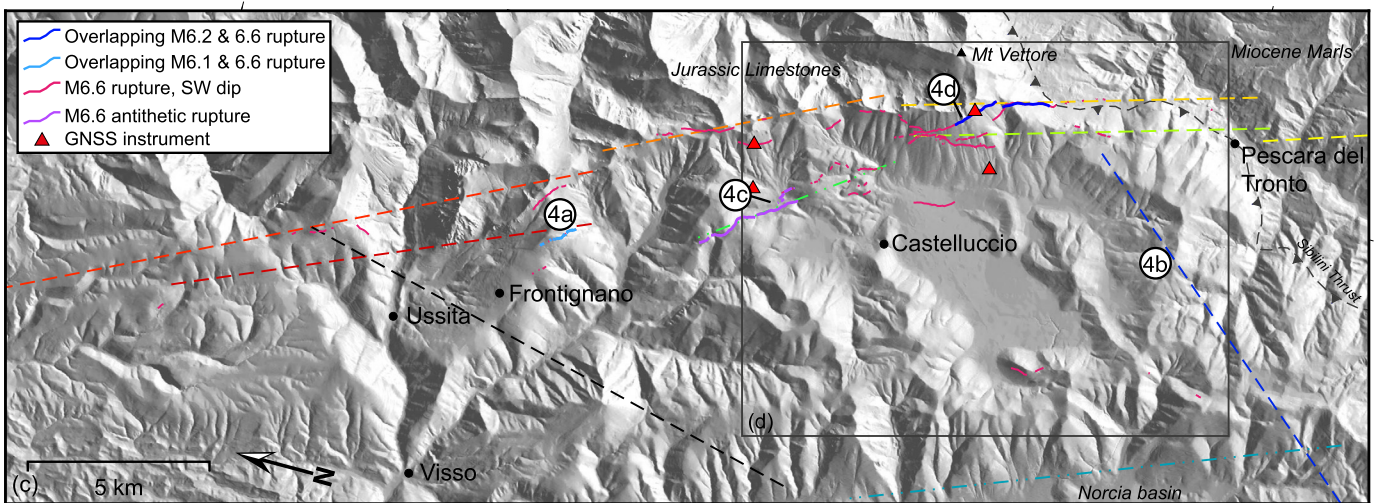 Overlapping M6.2 & 6.6 rupture
Overlapping M6.1 & 6.6 rupture
M6.6 rupture, SW dip
M6.6 antithetic rupture
GNSS instrument
Jurassic Limestones
Mt Vettore
Miocene Marls
4d
Pescara del
Tronto
4c
4a
Castelluccio
4b
Sibilini Thrust
Frontignano
Ussita
(d)
Visso
N
(c)
5 km
Norcia basin